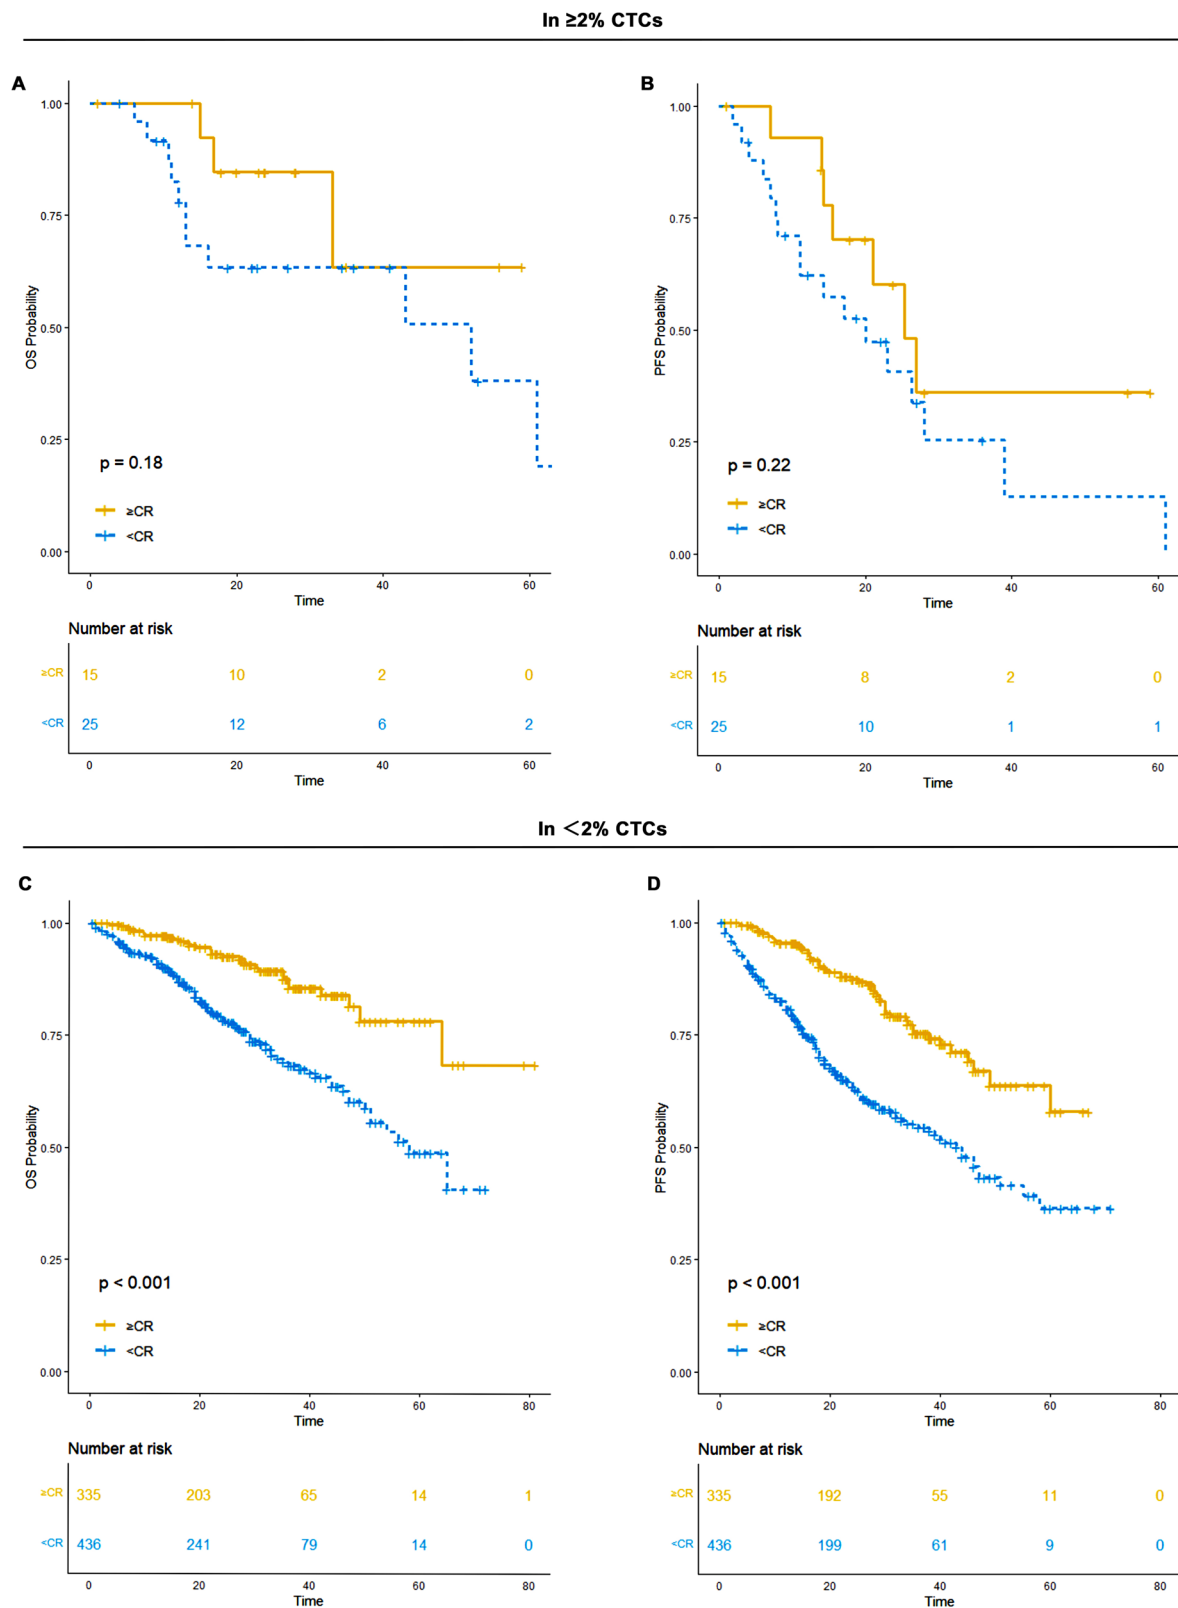 In ≥2% CTCs
A
B
1.00
0.75
0.50
0.25
0.00
OS Probability
p = 0.18
≥CR
<CR
0 20 40 60
Time
Number at risk
≥CR 15 10 2 0
<CR 25 12 6 2
0 20 40 60
Time
1.00
0.75
0.50
0.25
0.00
PFS Probability
p = 0.22
≥CR
<CR
0 20 40 60
Time
Number at risk
≥CR 15 8 2 0
<CR 25 10 1 1
0 20 40 60
Time
In <2% CTCs
C
D
1.00
0.75
0.50
0.25
0.00
OS Probability
p < 0.001
≥CR
<CR
0 20 40 60 80
Time
Number at risk
≥CR 335 203 65 14 1
<CR 436 241 79 14 0
0 20 40 60 80
Time
1.00
0.75
0.50
0.25
0.00
PFS Probability
p < 0.001
≥CR
<CR
0 20 40 60 80
Time
Number at risk
≥CR 335 192 55 11 0
<CR 436 199 61 9 0
0 20 40 60 80
Time